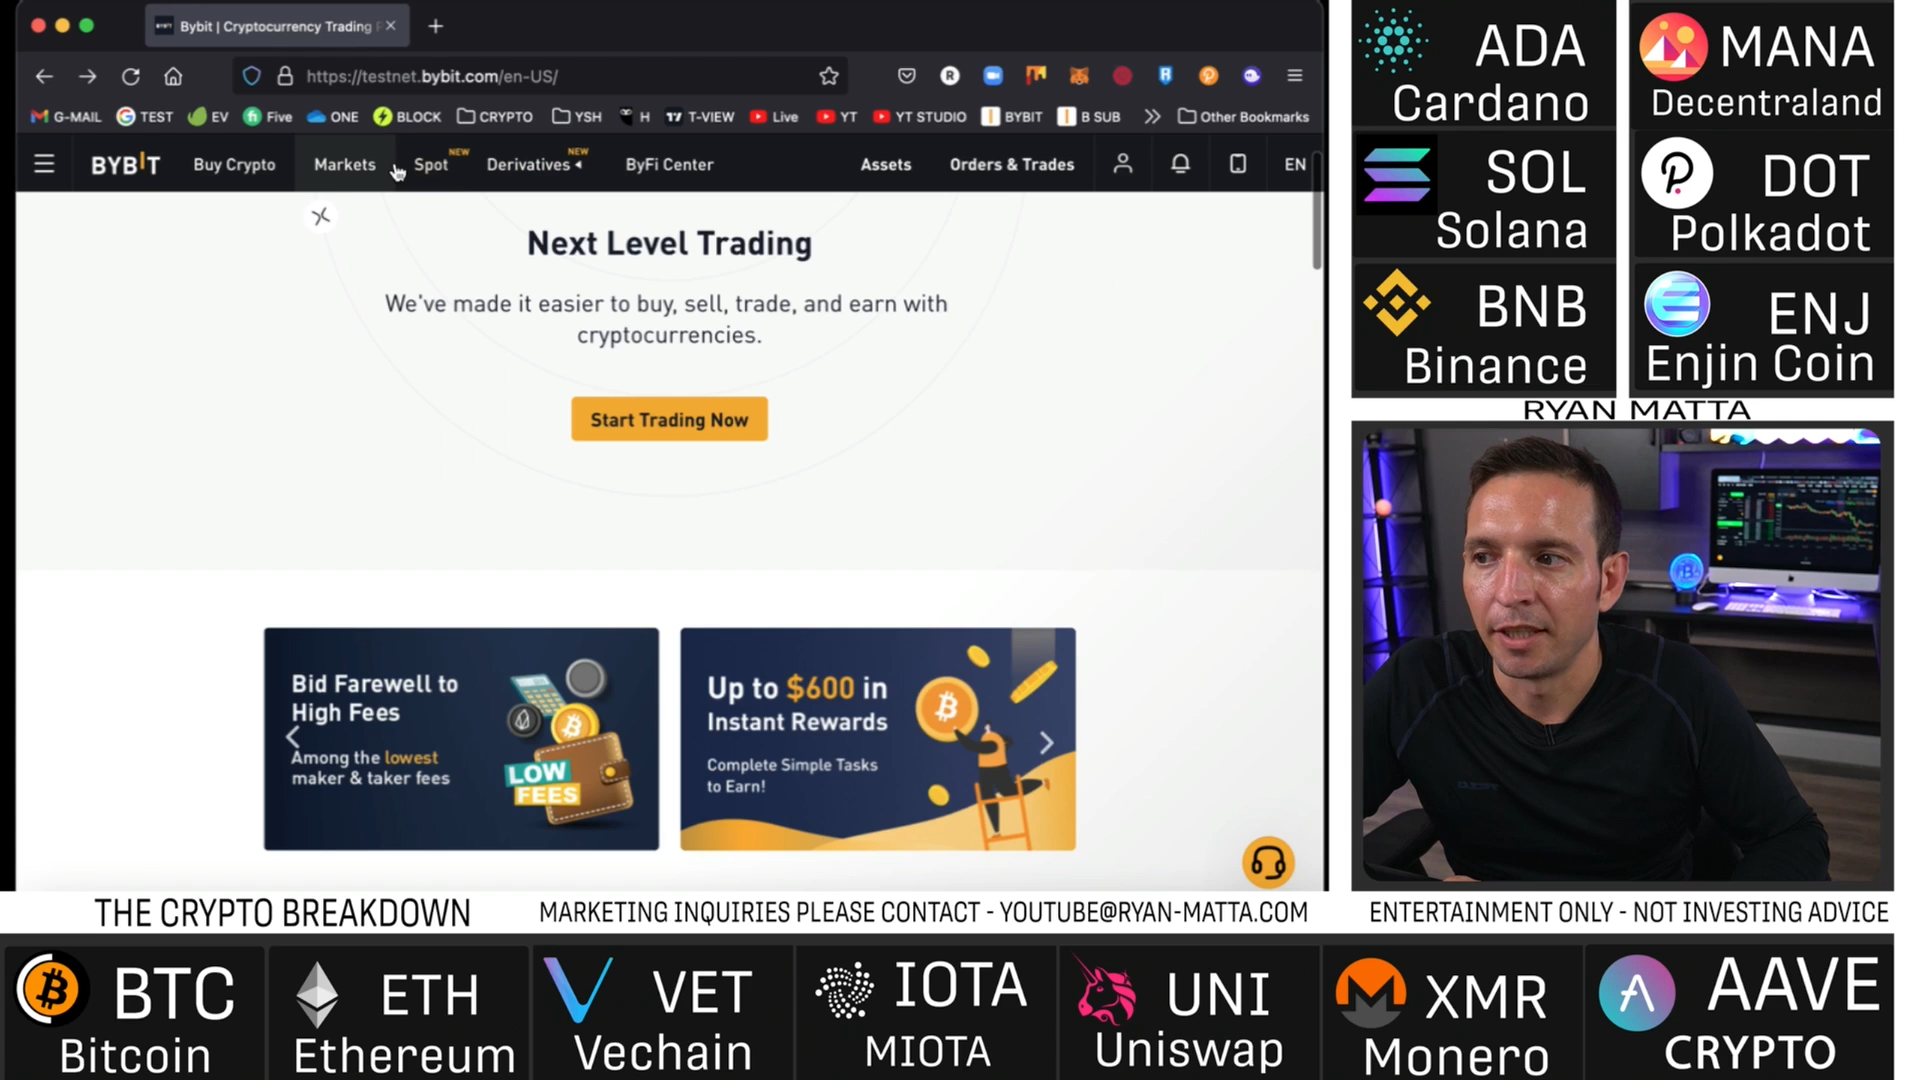 Bybit | Cryptocurrency Trading
https://testnet.bybit.com/en-US/
G-MAIL TEST EV Five ONE BLOCK CRYPTO YSH H T-VIEW Live YT YT STUDIO BYBIT B SUB Other Bookmarks
BYBIT Buy Crypto Markets Spot NEW Derivatives NEW ByFi Center Assets Orders & Trades EN
Next Level Trading
We've made it easier to buy, sell, trade, and earn with
cryptocurrencies.
Start Trading Now
Bid Farewell to
High Fees
Among the lowest
maker & taker fees
LOW
FEES
Up to $600 in
Instant Rewards
Complete Simple Tasks
to Earn!
ADA
Cardano
MANA
Decentraland
SOL
Solana
DOT
Polkadot
BNB
Binance
ENJ
Enjin Coin
RYAN MATTA
THE CRYPTO BREAKDOWN
MARKETING INQUIRIES PLEASE CONTACT - YOUTUBE@RYAN-MATTA.COM
ENTERTAINMENT ONLY - NOT INVESTING ADVICE
BTC
Bitcoin
ETH
Ethereum
VET
Vechain
IOTA
MIOTA
UNI
Uniswap
XMR
Monero
AAVE
CRYPTO